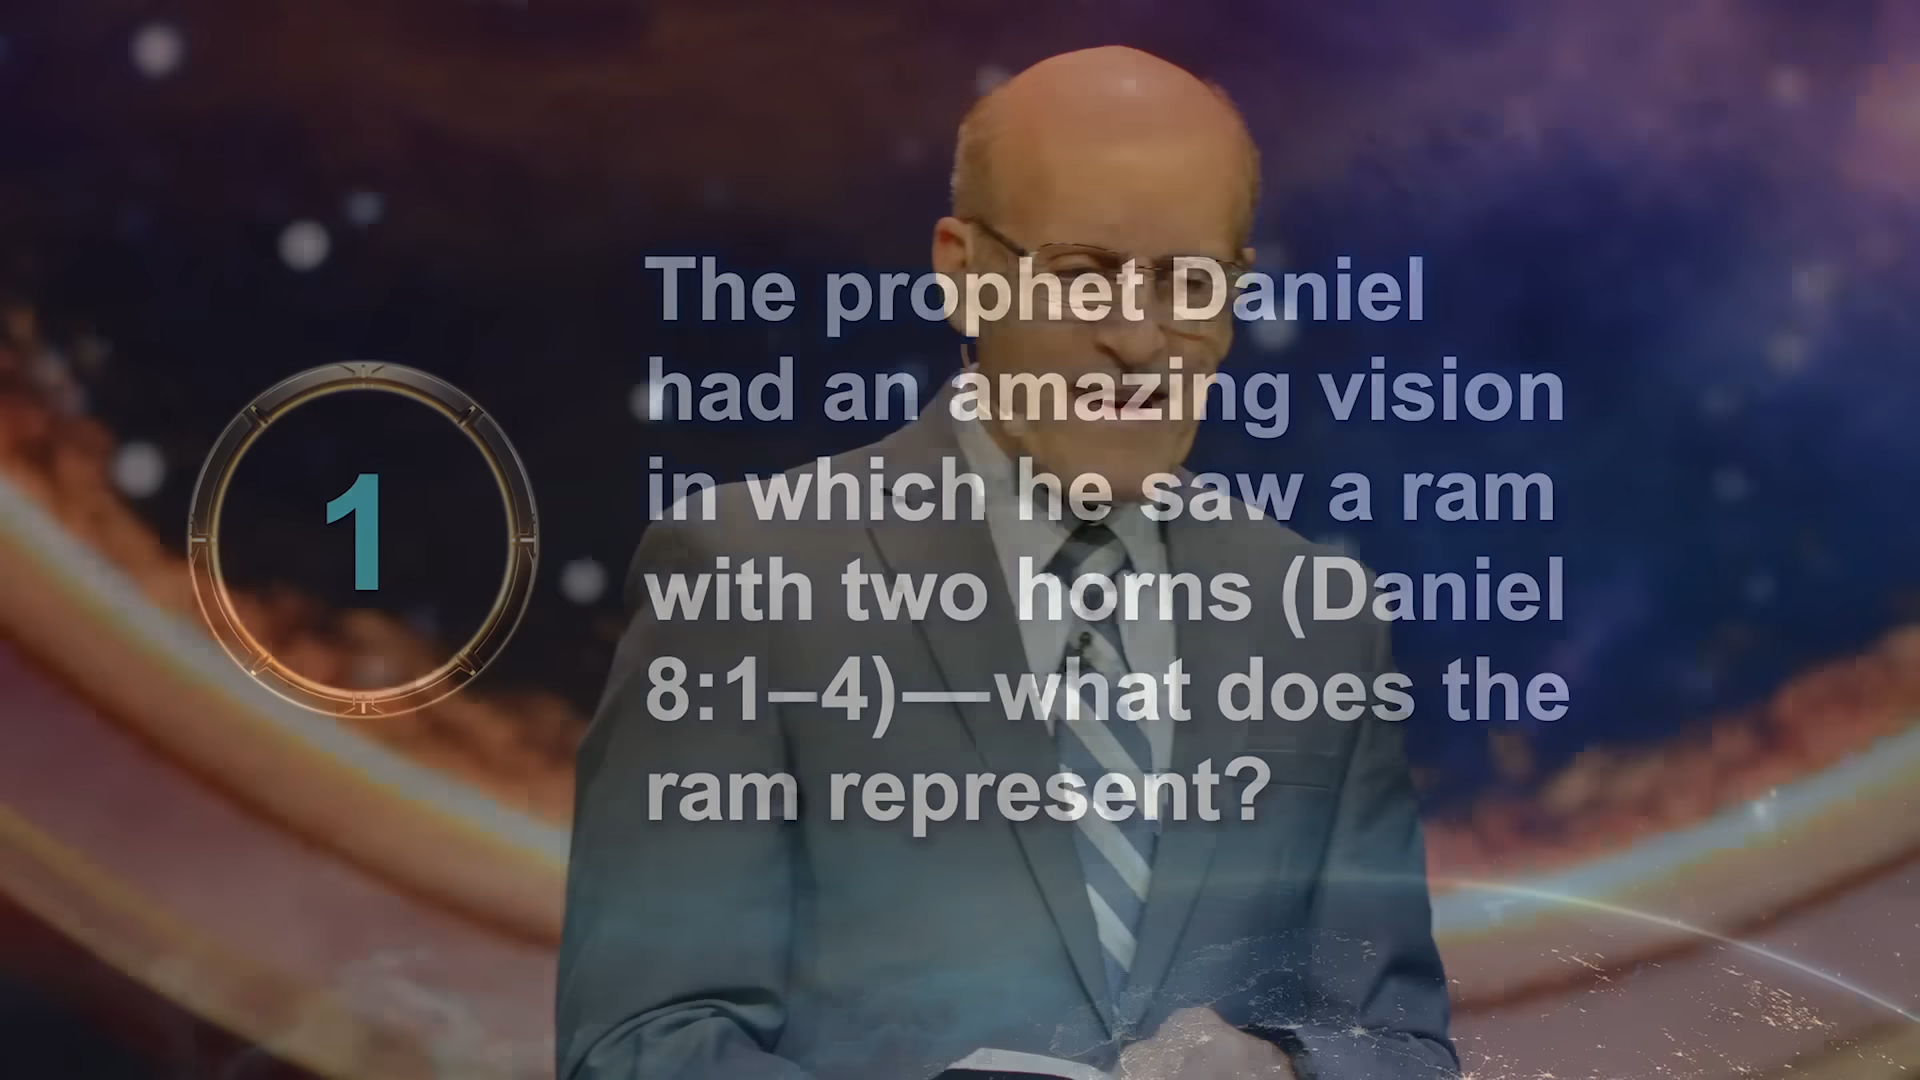 1
The prophet Daniel
had an amazing vision
in which he saw a ram
with two horns (Daniel
8:1–4)—what does the
ram represent?